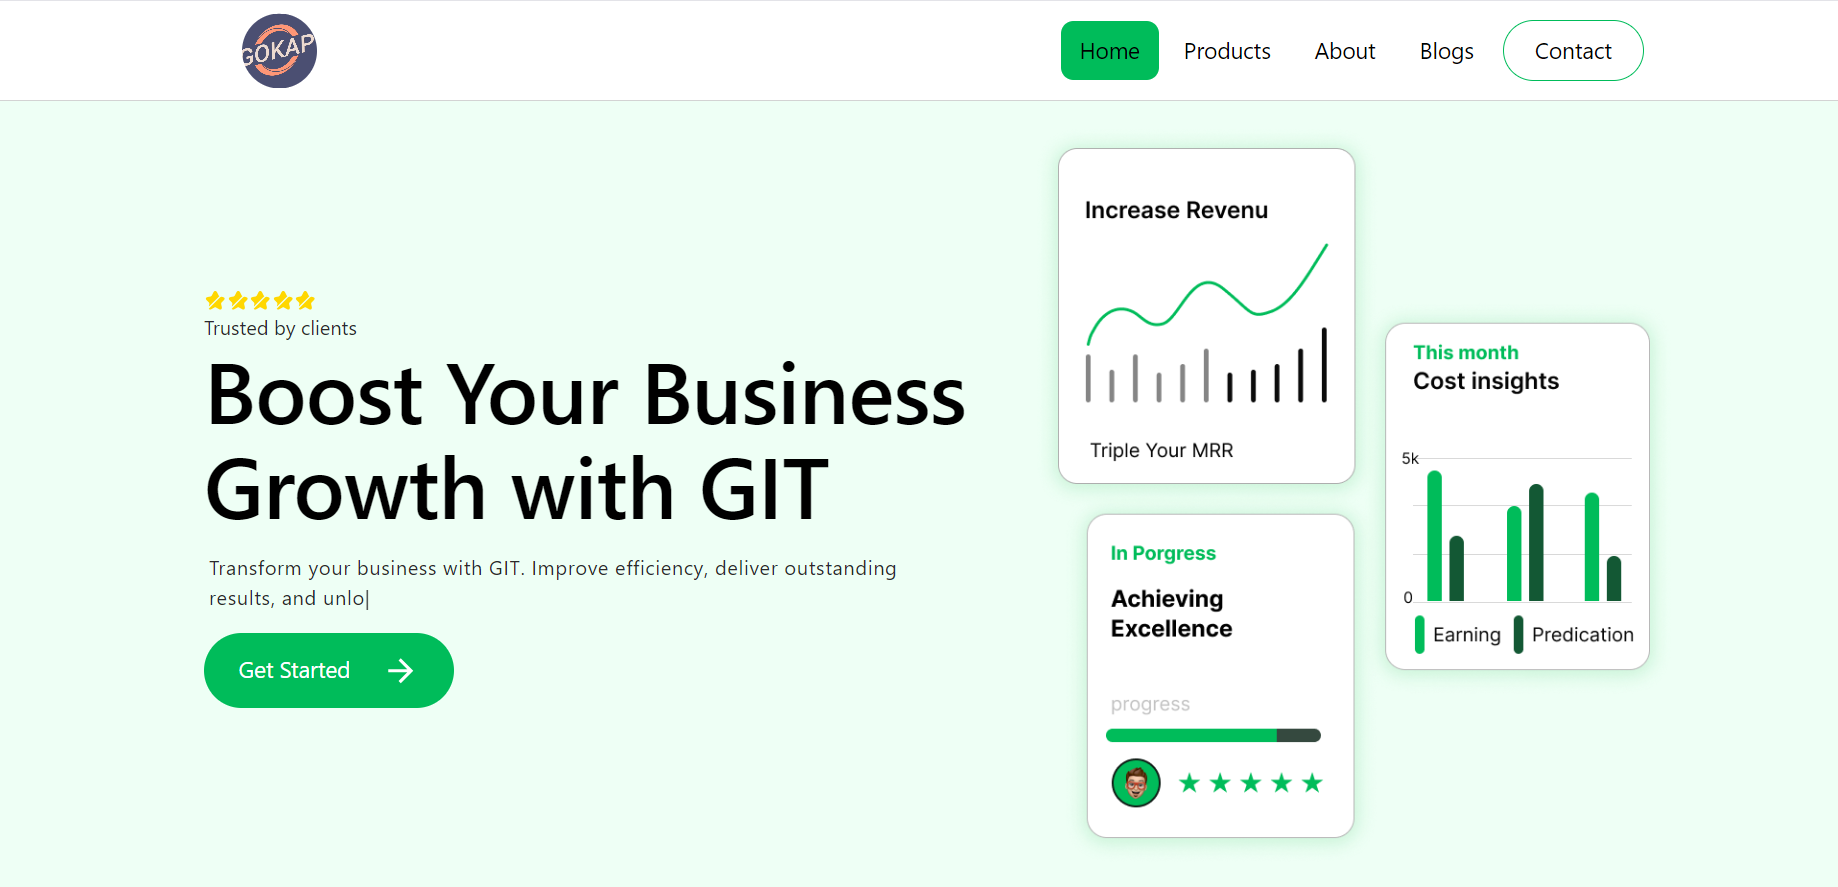 GOKAP
Home
Products
About
Blogs
Contact
Trusted by clients
Boost Your Business
Growth with GIT
Transform your business with GIT. Improve efficiency, deliver outstanding
results, and unlo|
Get Started
Increase Revenu
Triple Your MRR
In Porgress
Achieving
Excellence
progress
This month
Cost insights
5k
0
Earning
Predication